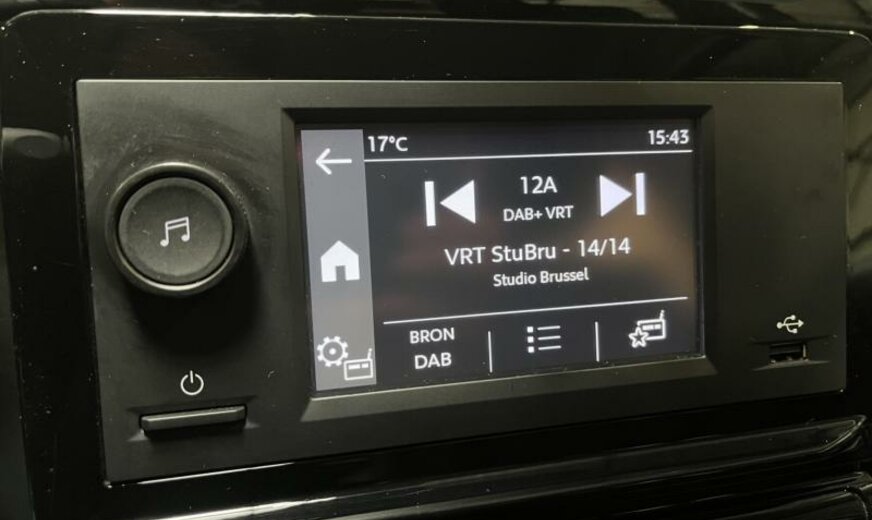 17°C 15:43
12A
DAB+ VRT
VRT StuBru - 14/14
Studio Brussel
BRON
DAB